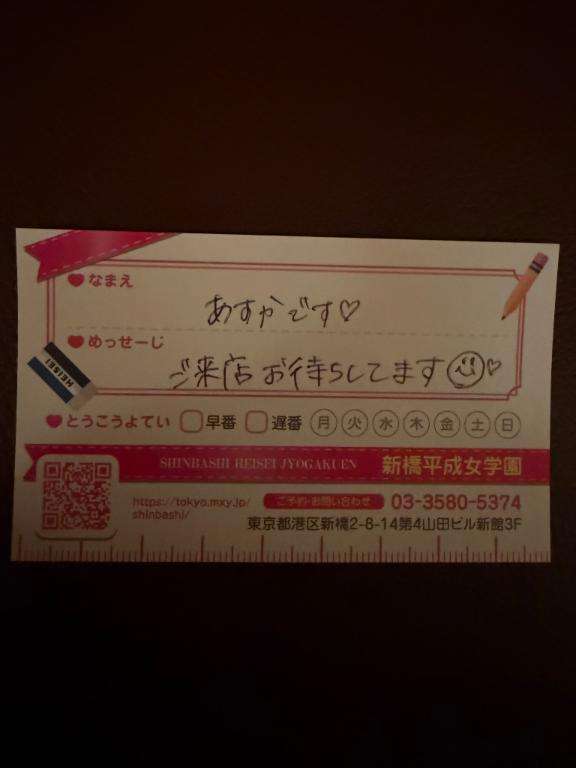 なまえ
あすかです♡
めっせーじ
ご来店お待ちしてます♡
HEISEI
とうこうよてい 早番 遅番 月 火 水 木 金 土 日
SHINBASHI HEISEI JYOGAKUEN 新橋平成女学園
https://tokyo.mxy.jp/
shinbashi/
ご予約・お問い合わせ 03-3580-5374
東京都港区新橋2-8-14第4山田ビル新館3F